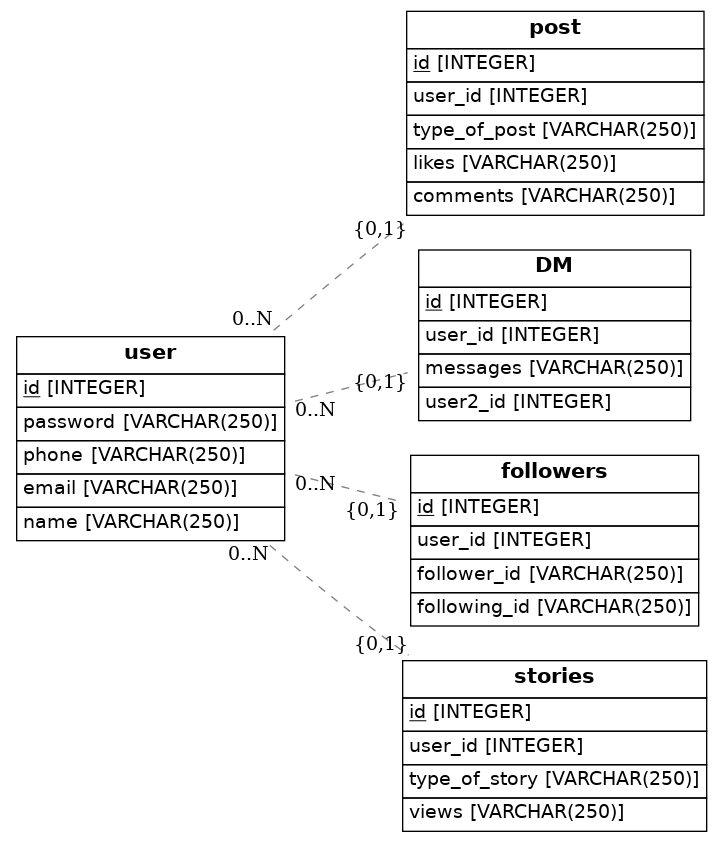 post
id [INTEGER]
user_id [INTEGER]
type_of_post [VARCHAR(250)]
likes [VARCHAR(250)]
comments [VARCHAR(250)]
{0,1}
0..N
DM
id [INTEGER]
user_id [INTEGER]
messages [VARCHAR(250)]
user2_id [INTEGER]
{0,1}
0..N
user
id [INTEGER]
password [VARCHAR(250)]
phone [VARCHAR(250)]
email [VARCHAR(250)]
name [VARCHAR(250)]
0..N
{0,1}
followers
id [INTEGER]
user_id [INTEGER]
follower_id [VARCHAR(250)]
following_id [VARCHAR(250)]
0..N
{0,1}
stories
id [INTEGER]
user_id [INTEGER]
type_of_story [VARCHAR(250)]
views [VARCHAR(250)]